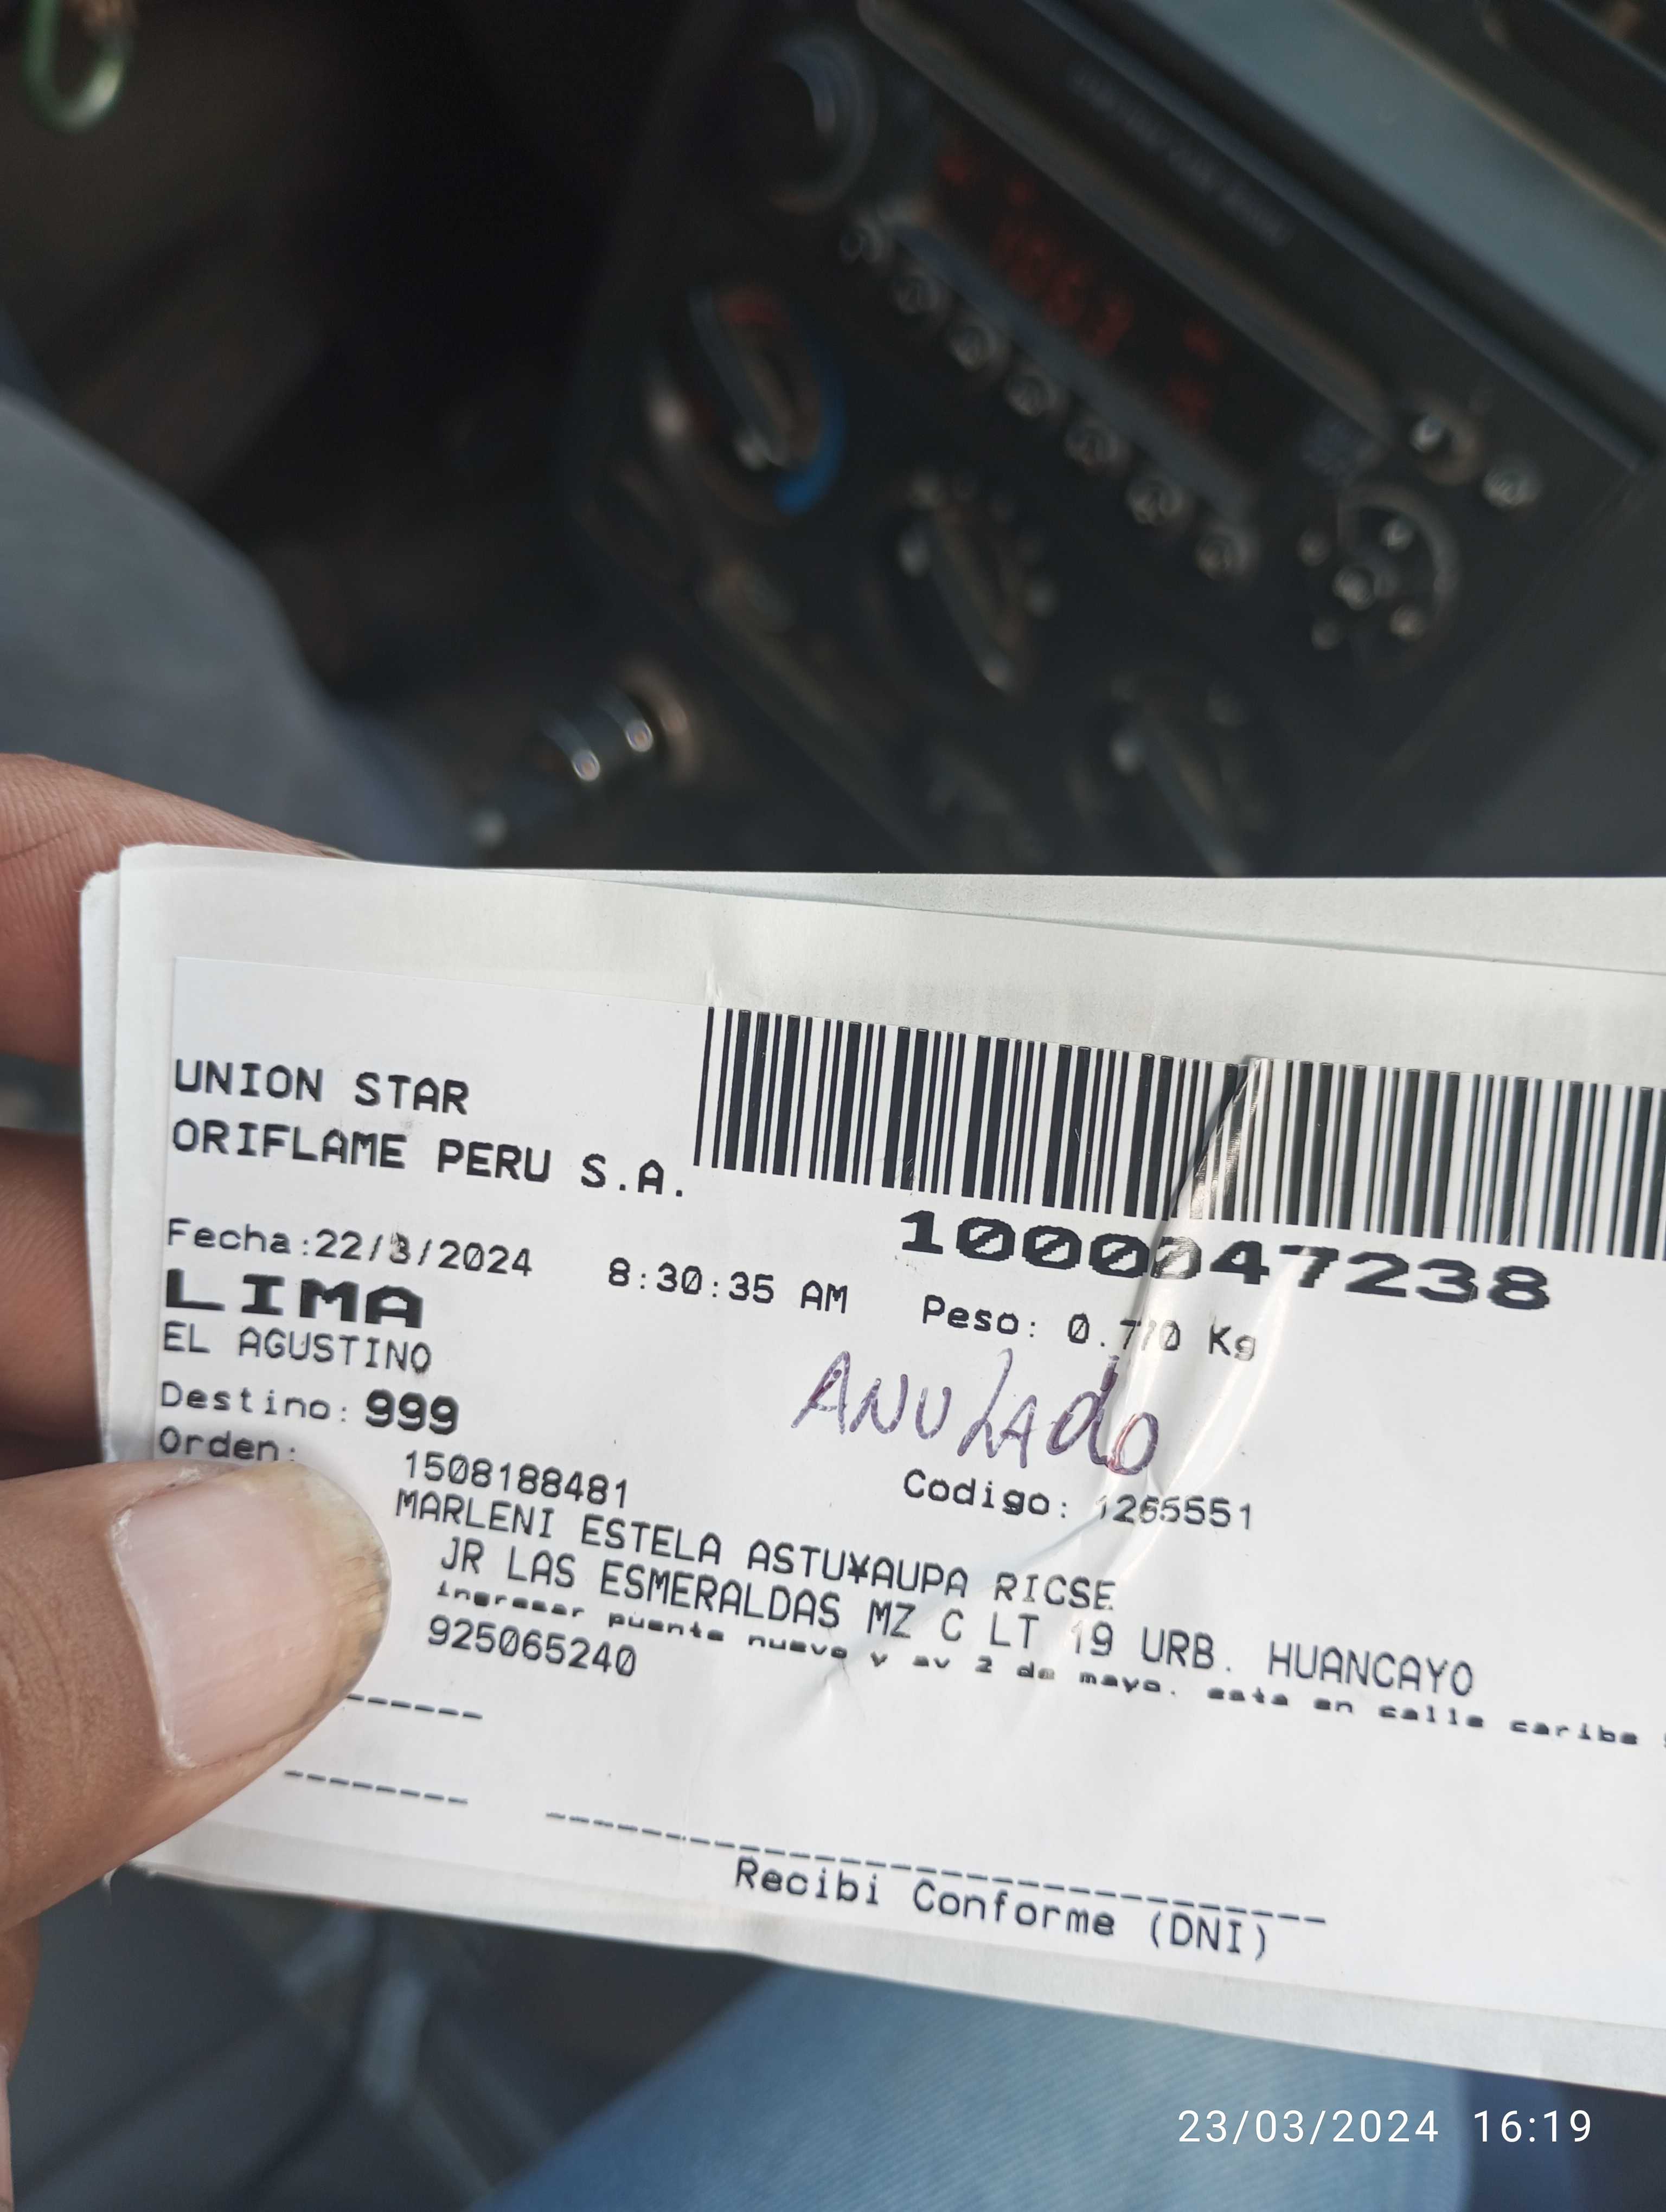 UNION STAR
ORIFLAME PERU S.A.
1000047238
Fecha:22/3/2024 8:30:35 AM Peso: 0.770 Kg
LIMA
EL AGUSTINO
ANULAdO
Destino: 999
Orden: 1508188481 Codigo: 1265551
MARLENI ESTELA ASTU¥AUPA RICSE
JR LAS ESMERALDAS MZ C LT 19 URB. HUANCAYO
ingresar puente nuevo y av 2 de mayo. esta en calle caribe
925065240
Recibi Conforme (DNI)
23/03/2024 16:19